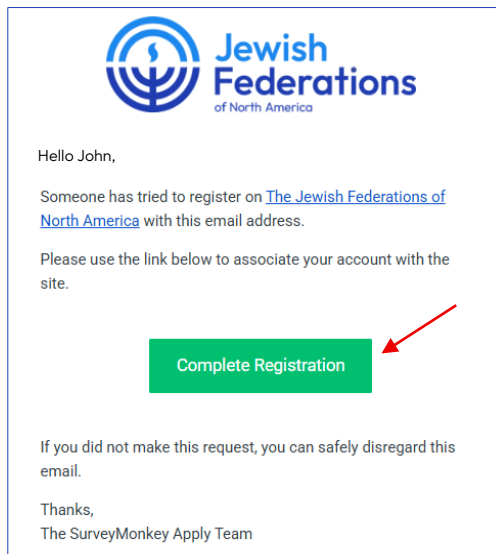 Jewish
Federations
of North America
Hello John,
Someone has tried to register on The Jewish Federations of
North America with this email address.
Please use the link below to associate your account with the
site.
Complete Registration
If you did not make this request, you can safely disregard this
email.
Thanks,
The SurveyMonkey Apply Team